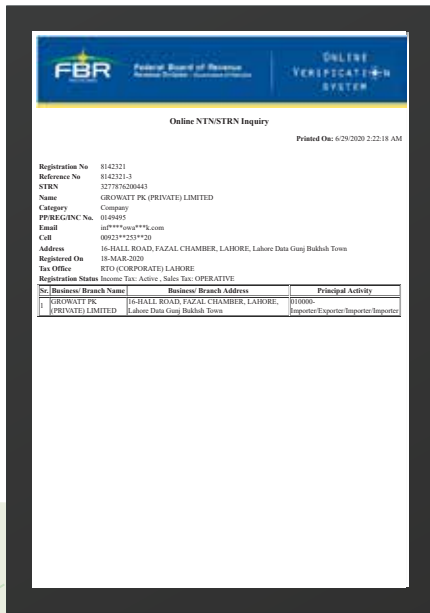 FBR
Federal Board of Revenue
Revenue Division
ONLINE
VERIFICATION
SYSTEM
Online NTN/STRN Inquiry
Printed On: 6/29/2020 2:22:18 AM
Registration No 8142321
Reference No 8142321-3
STRN 3277876200443
Name GROWATT PK (PRIVATE) LIMITED
Category Company
PP/REG/INC No. 0149495
Email inf****owa***k.com
Cell 00923**253**20
Address 16-HALL ROAD, FAZAL CHAMBER, LAHORE, Lahore Data Gunj Bukhsh Town
Registered On 18-MAR-2020
Tax Office RTO (CORPORATE) LAHORE
Registration Status Income Tax: Active , Sales Tax: OPERATIVE
Sr. Business/ Branch Name Business/ Branch Address Principal Activity
1 GROWATT PK (PRIVATE) LIMITED 16-HALL ROAD, FAZAL CHAMBER, LAHORE, Lahore Data Gunj Bukhsh Town 010000-Importer/Exporter/Importer/Importer